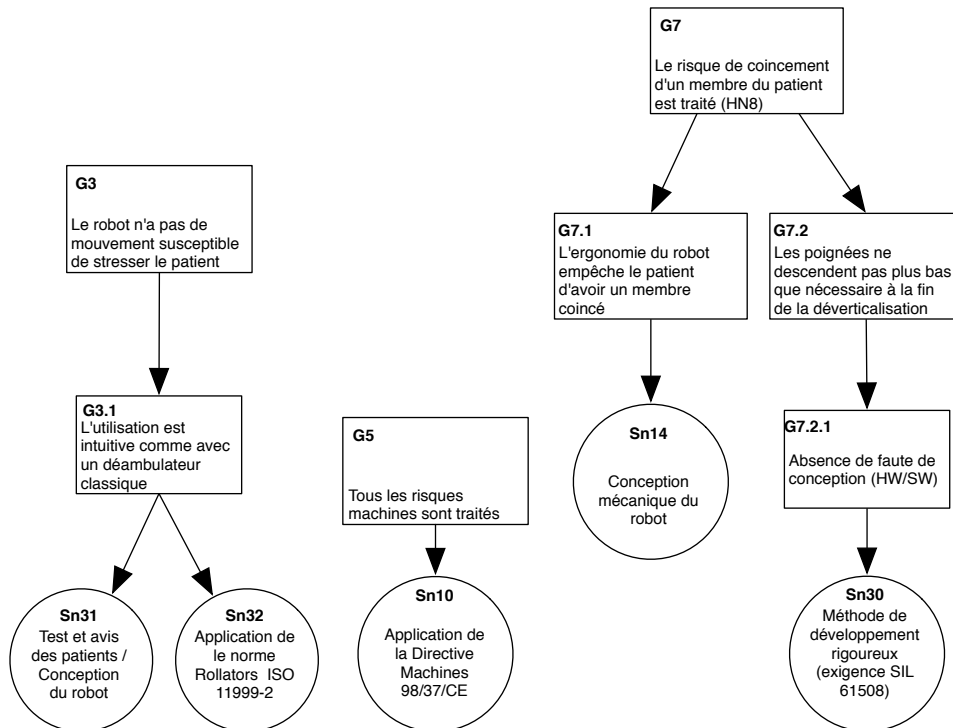 G7
Le risque de coincement
d'un membre du patient
est traité (HN8)
G3
Le robot n'a pas de
mouvement susceptible
de stresser le patient
G7.1
L'ergonomie du robot
empêche le patient
d'avoir un membre
coincé
G7.2
Les poignées ne
descendent pas plus bas
que nécessaire à la fin
de la déverticalisation
G3.1
L'utilisation est
intuitive comme avec
un déambulateur
classique
G5
Tous les risques
machines sont traités
Sn14
Conception
mécanique du
robot
G7.2.1
Absence de faute de
conception (HW/SW)
Sn31
Test et avis
des patients /
Conception
du robot
Sn32
Application de
le norme
Rollators ISO
11999-2
Sn10
Application de
la Directive
Machines
98/37/CE
Sn30
Méthode de
développement
rigoureux
(exigence SIL
61508)